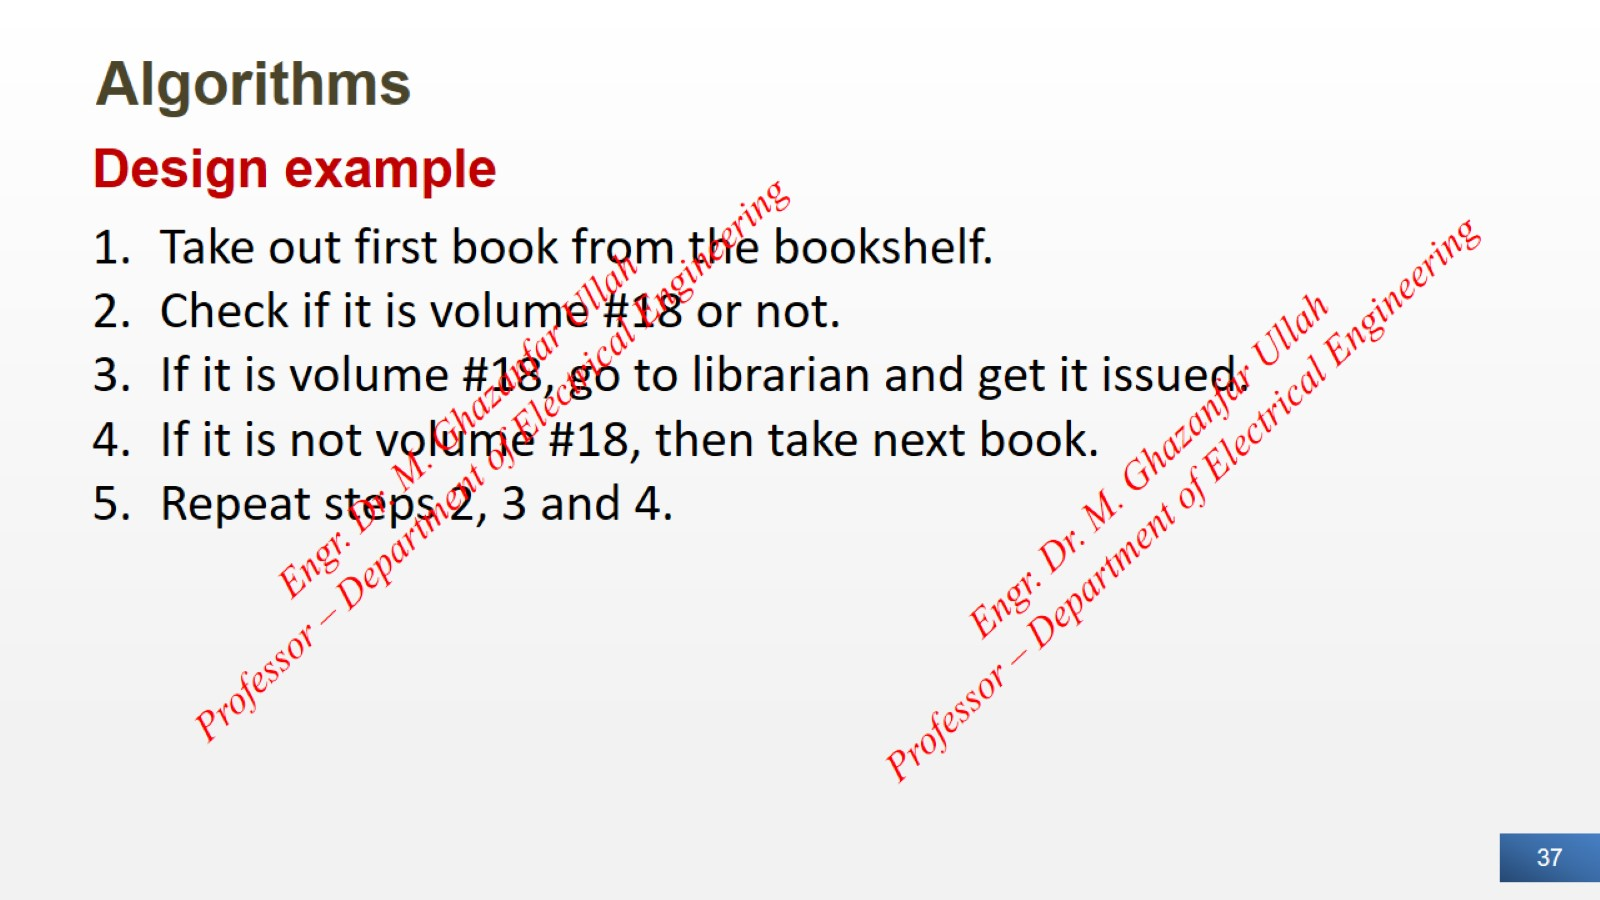 Algorithms
Design example
1. Take out first book from the bookshelf.
2. Check if it is volume #18 or not.
3. If it is volume #18, go to librarian and get it issued.
4. If it is not volume #18, then take next book.
5. Repeat steps 2, 3 and 4.
Engr. Dr. M. Ghazanfar Ullah
Professor – Department of Electrical Engineering
Engr. Dr. M. Ghazanfar Ullah
Professor – Department of Electrical Engineering
37